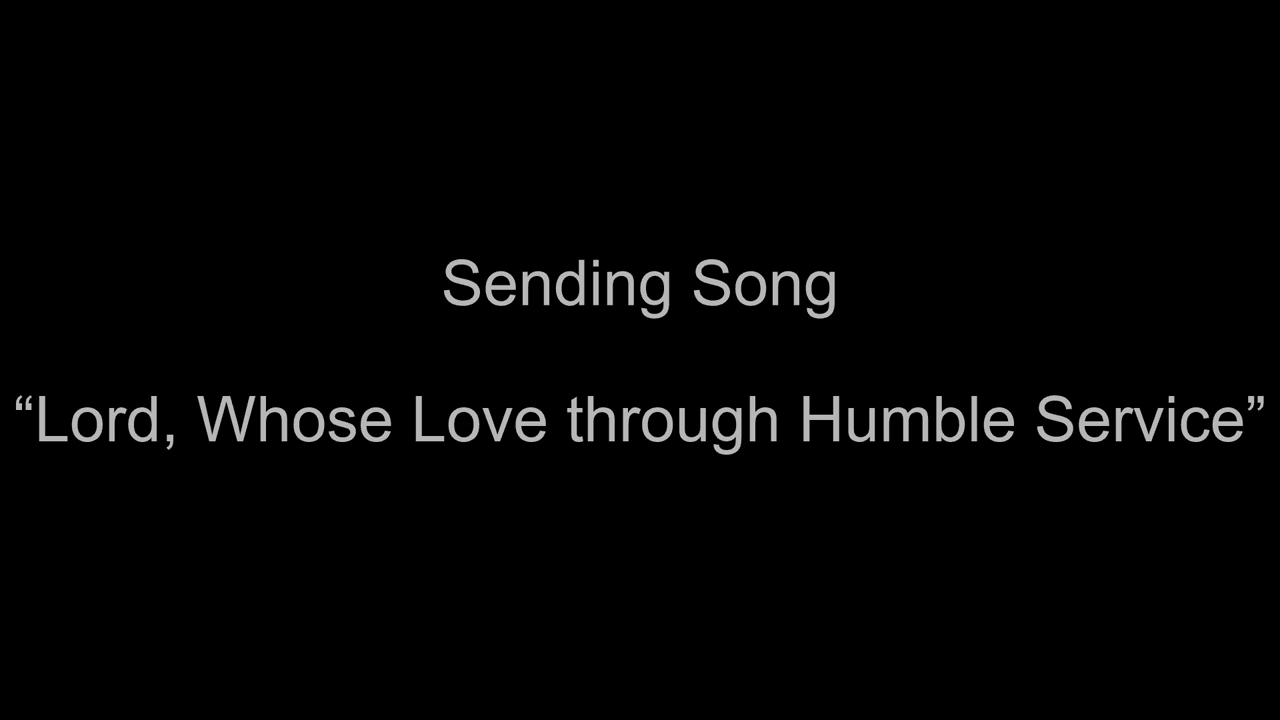 Sending Song
“Lord, Whose Love through Humble Service”